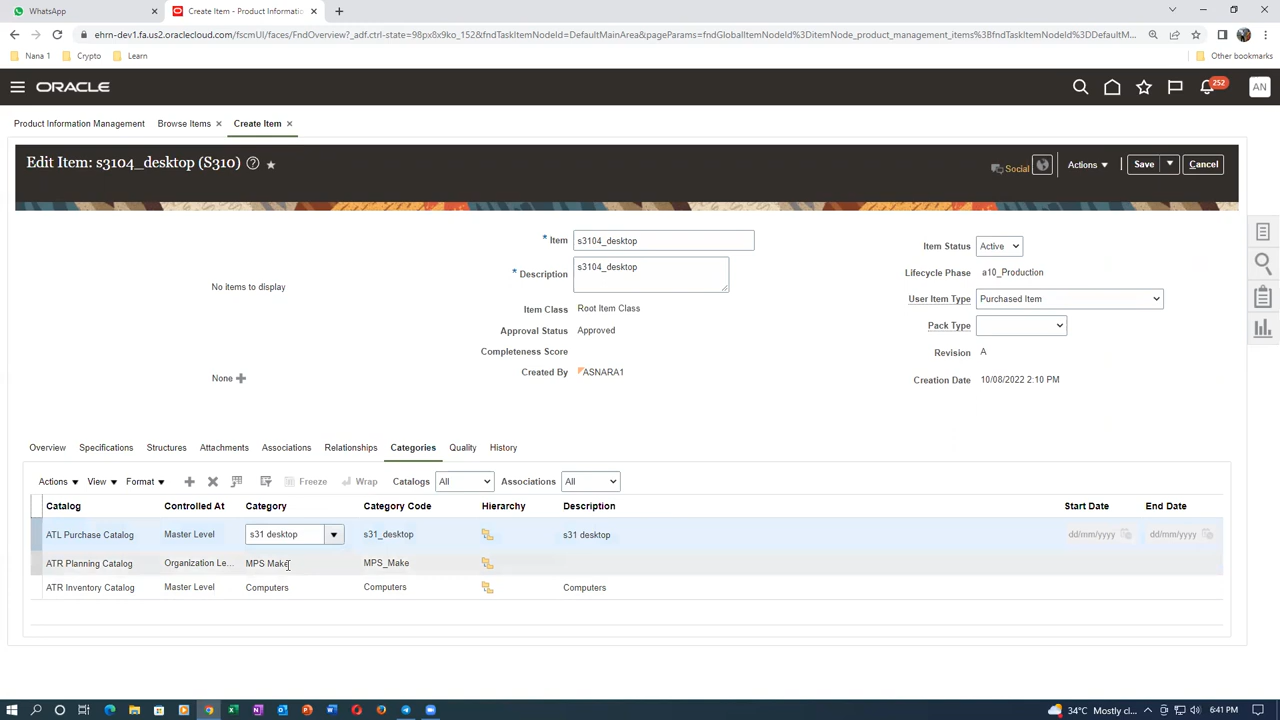 WhatsApp
Create Item - Product Informatio
ehrm-dev1.fa.us2.oraclecloud.com/fscmUI/faces/FndOverview?_adf.ctrl-state=98px8x9ko_152&fndTaskItemNodeId=DefaultMainArea&pageParams=fndGlobalItemNodeId%3DitemNode_product_management_items%3BfndTaskItemNodeId%3DDefaultM...
Nana 1
Crypto
Learn
Other bookmarks
ORACLE
252
AN
Product Information Management
Browse Items
Create Item
Edit Item: s3104_desktop (S310)
Social
Actions
Save
Cancel
No items to display
None
* Item s3104_desktop
* Description s3104_desktop
Item Class Root Item Class
Approval Status Approved
Completeness Score
Created By ASNARA1
Item Status Active
Lifecycle Phase a10_Production
User Item Type Purchased Item
Pack Type
Revision A
Creation Date 10/08/2022 2:10 PM
Overview Specifications Structures Attachments Associations Relationships Categories Quality History
Actions View Format Freeze Wrap Catalogs All Associations All
Catalog Controlled At Category Category Code Hierarchy Description Start Date End Date
ATL Purchase Catalog Master Level s31 desktop s31_desktop s31 desktop dd/mm/yyyy dd/mm/yyyy
ATR Planning Catalog Organization Le... MPS Make MPS_Make
ATR Inventory Catalog Master Level Computers Computers Computers
34°C Mostly cl...
6:41 PM